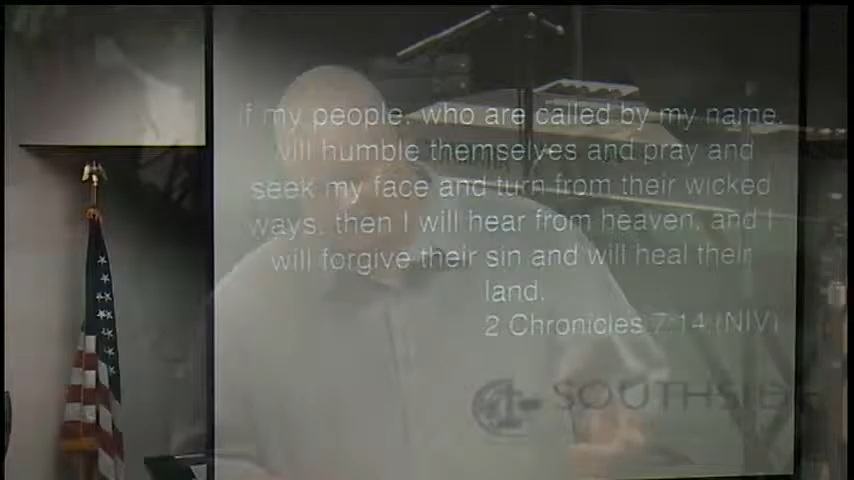 if my people, who are called by my name,
will humble themselves and pray and
seek my face and turn from their wicked
ways, then I will hear from heaven, and I
will forgive their sin and will heal their
land.
2 Chronicles 7:14 (NIV)
SOUTHSIDE